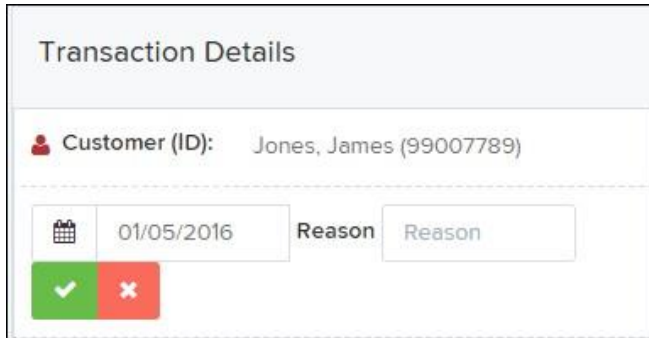 Transaction Details
Customer (ID): Jones, James (99007789)
01/05/2016 Reason Reason